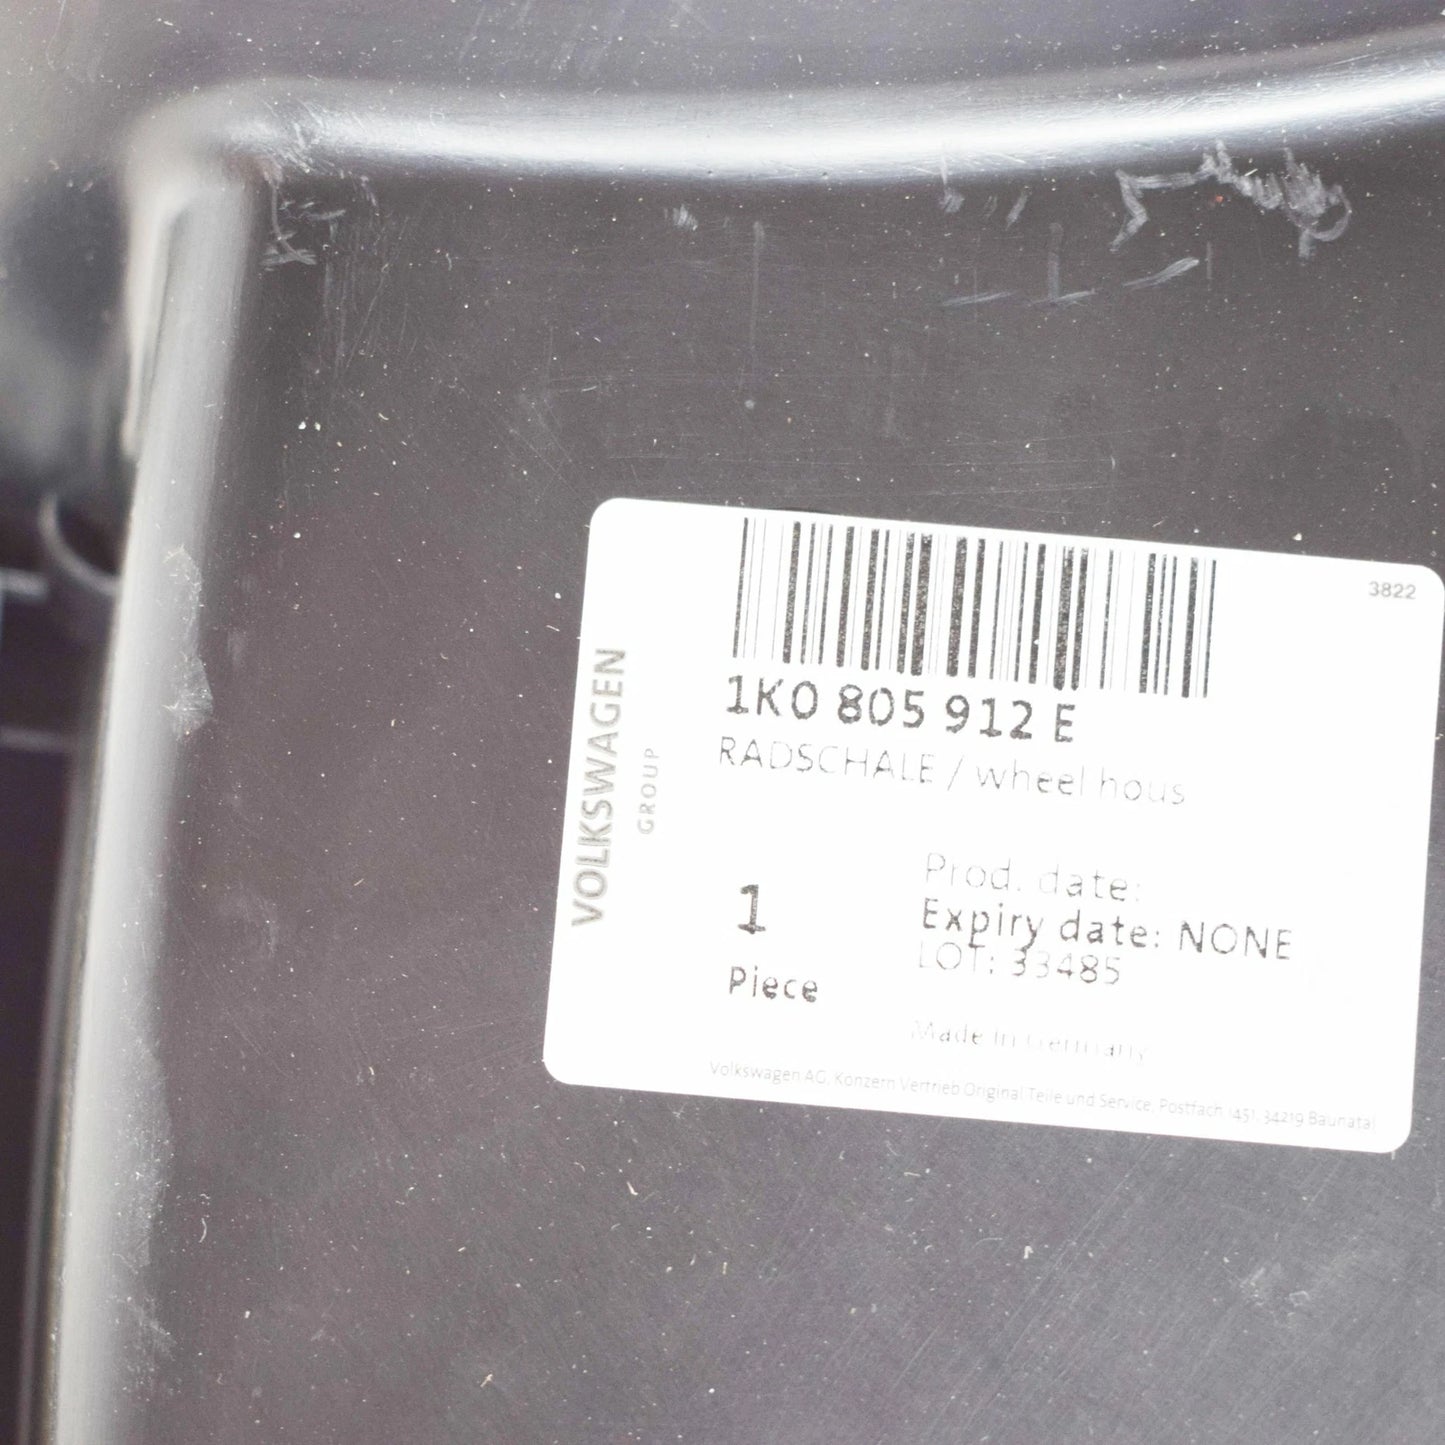 3822
VOLKSWAGEN
GROUP
1K0 805 912 E
RADSCHALE / wheel hous
1
Piece
Prod. date:
Expiry date: NONE
LOT: 33485
Made in Germany
Volkswagen AG, Konzern Vertrieb Original Teile und Service, Postfach 1451, 34219 Baunatal